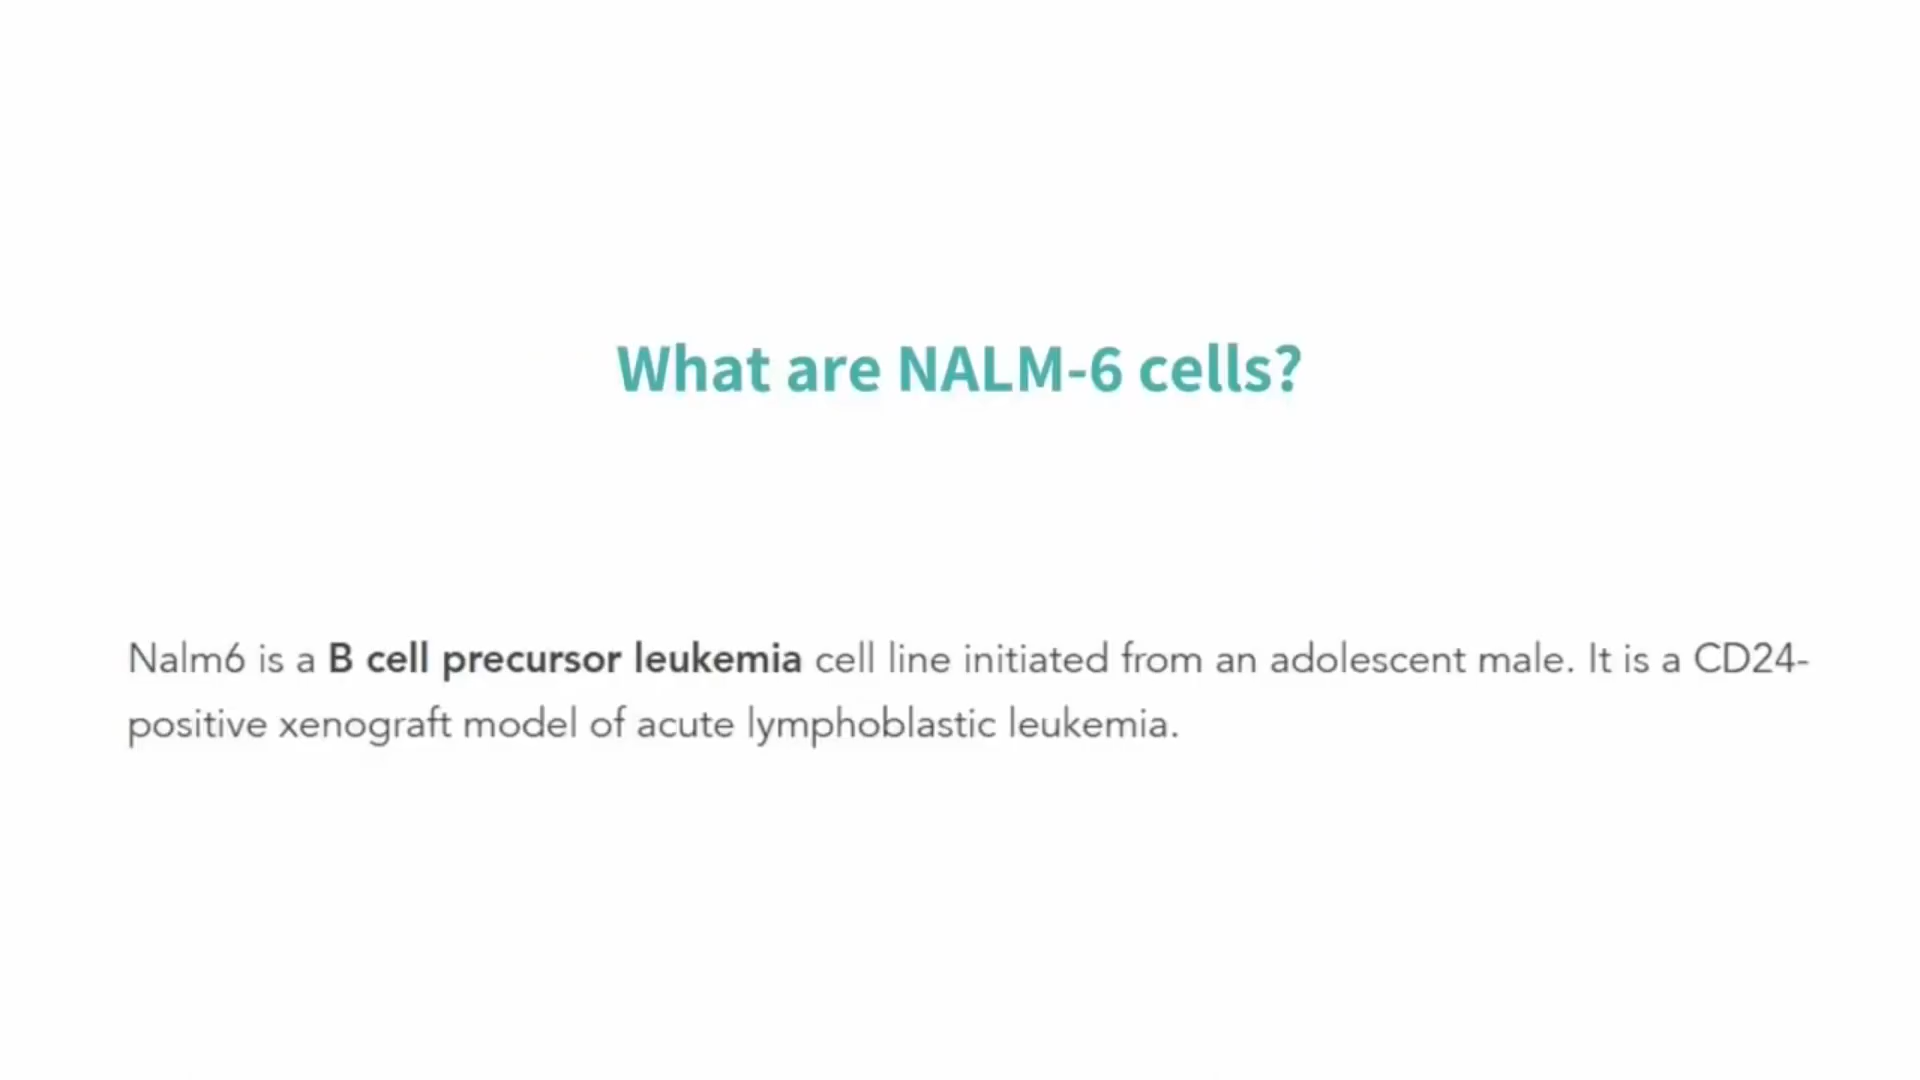 What are NALM-6 cells?
Nalm6 is a B cell precursor leukemia cell line initiated from an adolescent male. It is a CD24-
positive xenograft model of acute lymphoblastic leukemia.